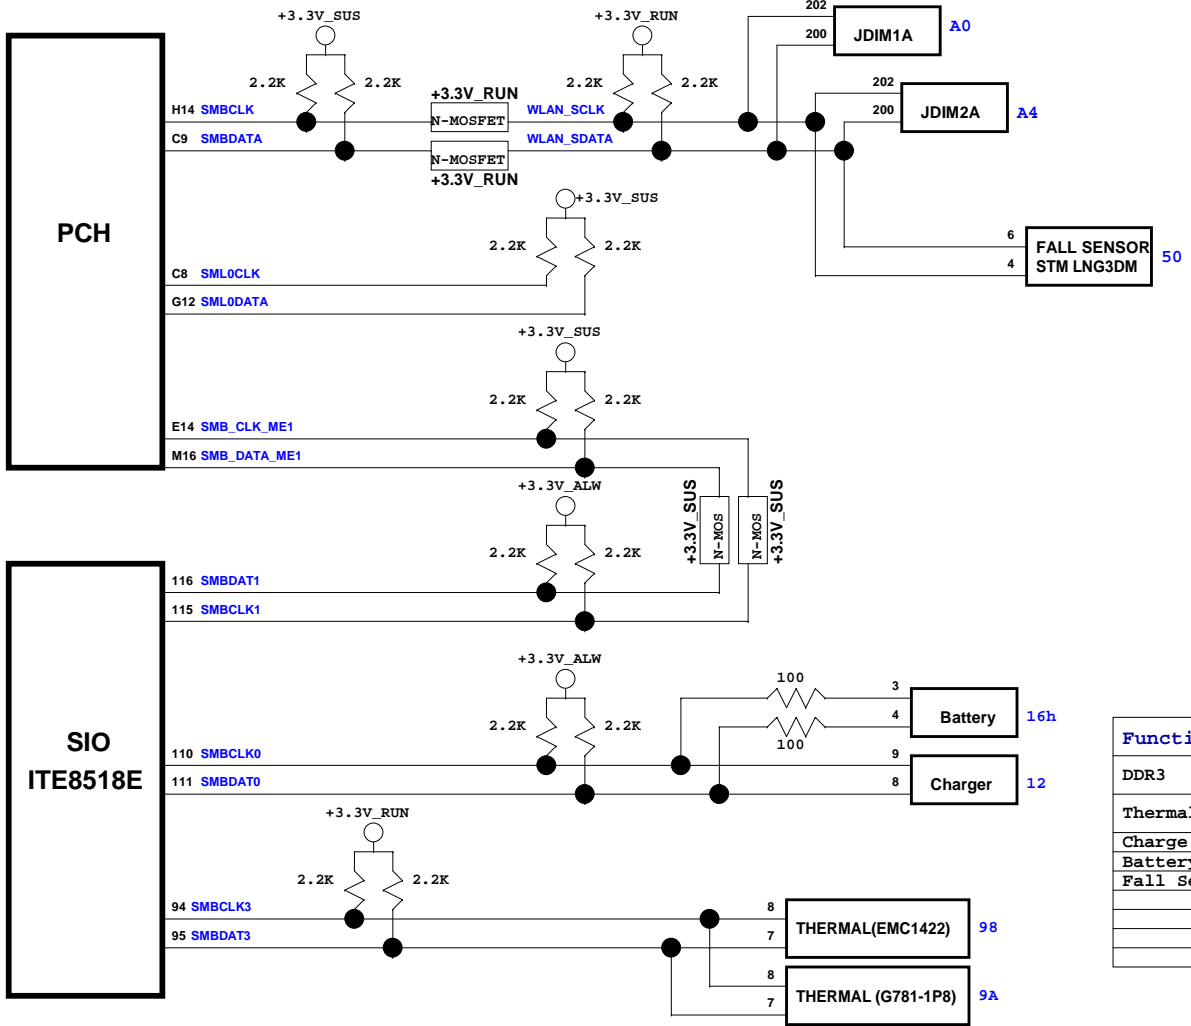 +3.3V_SUS
+3.3V_RUN
202
200
JDIM1A
A0
2.2K
2.2K
2.2K
2.2K
202
200
JDIM2A
A4
+3.3V_RUN
H14 SMBCLK
N-MOSFET
WLAN_SCLK
C9 SMBDATA
N-MOSFET
WLAN_SDATA
+3.3V_RUN
PCH
+3.3V_SUS
2.2K
2.2K
6
4
FALL SENSOR
STM LNG3DM
50
C8 SML0CLK
G12 SML0DATA
+3.3V_SUS
2.2K
2.2K
E14 SMB_CLK_ME1
M16 SMB_DATA_ME1
+3.3V_ALW
+3.3V_SUS
N-MOS
N-MOS
+3.3V_SUS
2.2K
2.2K
116 SMBDAT1
115 SMBCLK1
SIO
ITE8518E
+3.3V_ALW
2.2K
2.2K
100
100
3
4
Battery
16h
110 SMBCLK0
111 SMBDAT0
9
8
Charger
12
+3.3V_RUN
2.2K
2.2K
94 SMBCLK3
95 SMBDAT3
8
7
THERMAL(EMC1422)
98
8
7
THERMAL (G781-1P8)
9A
Functi
DDR3
Thermal
Charge
Battery
Fall Se